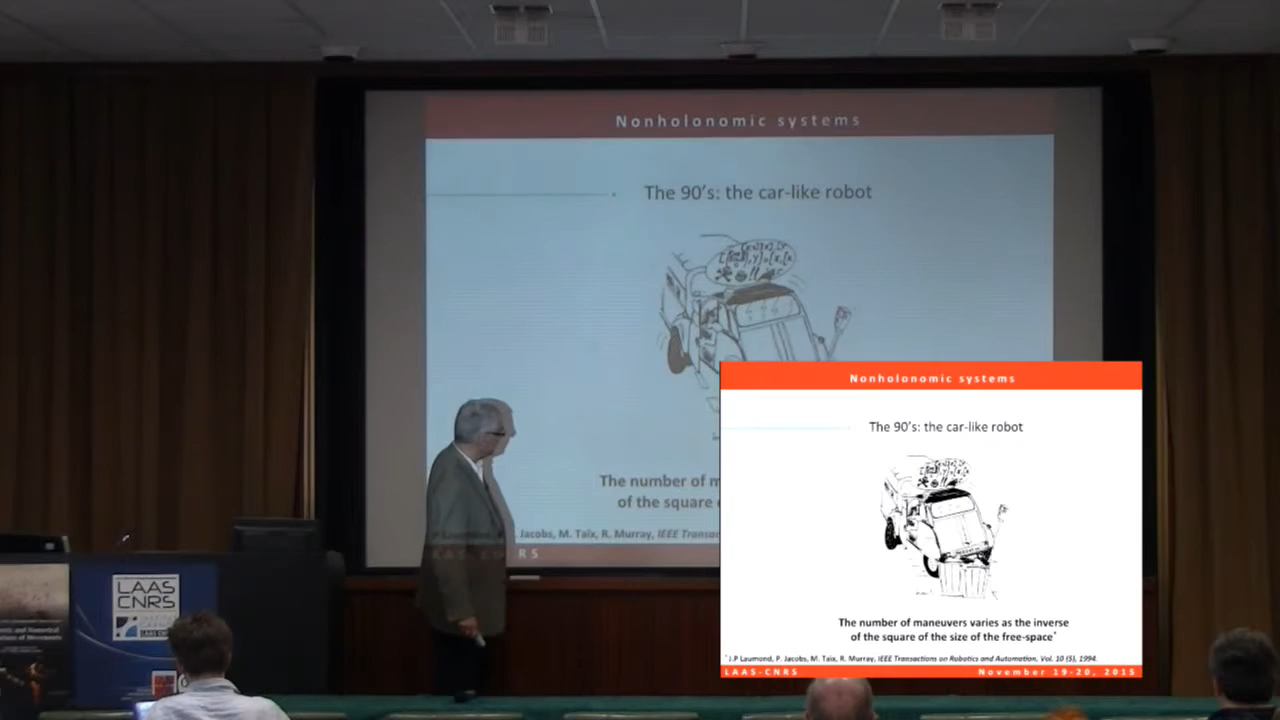 Nonholonomic systems
The 90's: the car-like robot
The number of m
of the square
Jacobs, M. Taïx, R. Murray, IEEE Transac
RS
Nonholonomic systems
The 90's: the car-like robot
The number of maneuvers varies as the inverse
of the square of the size of the free-space*
* J.P Laumond, P. Jacobs, M. Taïx, R. Murray, IEEE Transactions on Robotics and Automation, Vol. 10 (5), 1994.
LAAS-CNRS
November 19-20, 2015
LAAS
CNRS